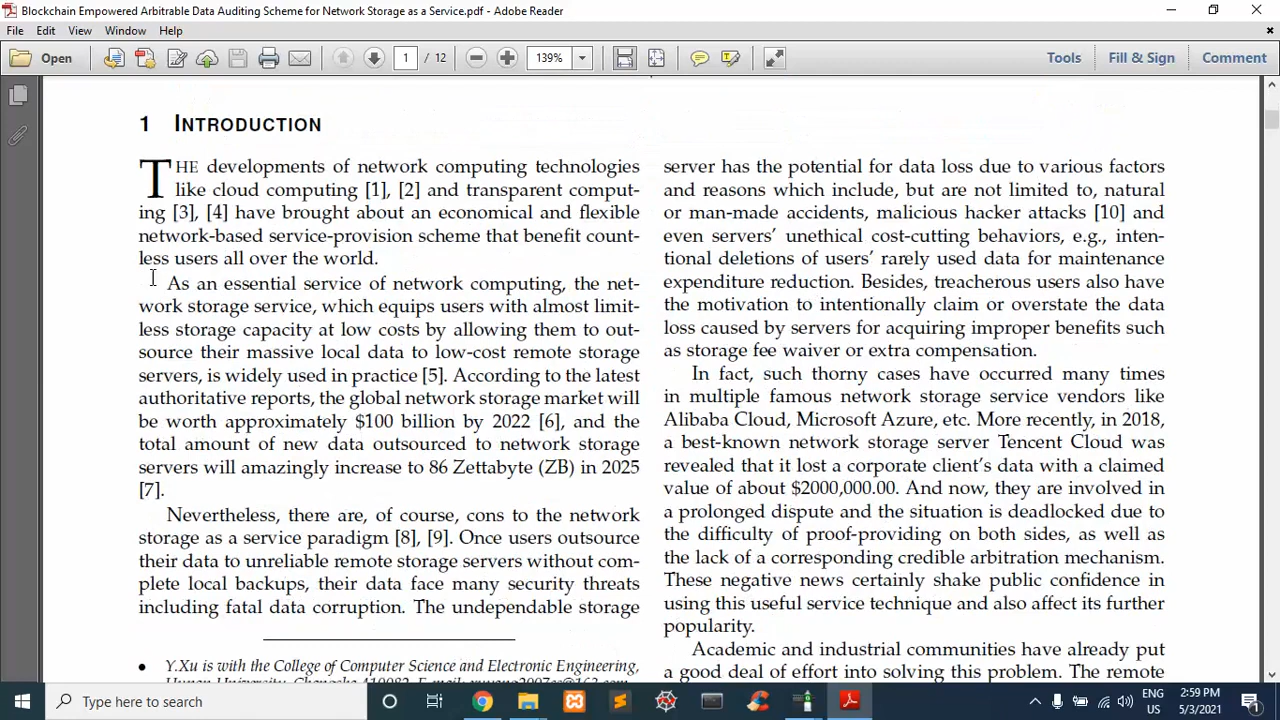 Blockchain Empowered Arbitrable Data Auditing Scheme for Network Storage as a Service.pdf - Adobe Reader
File Edit View Window Help
Open 1 / 12 139% Tools Fill & Sign Comment
1 INTRODUCTION
THE developments of network computing technologies
like cloud computing [1], [2] and transparent comput-
ing [3], [4] have brought about an economical and flexible
network-based service-provision scheme that benefit count-
less users all over the world.
As an essential service of network computing, the net-
work storage service, which equips users with almost limit-
less storage capacity at low costs by allowing them to out-
source their massive local data to low-cost remote storage
servers, is widely used in practice [5]. According to the latest
authoritative reports, the global network storage market will
be worth approximately $100 billion by 2022 [6], and the
total amount of new data outsourced to network storage
servers will amazingly increase to 86 Zettabyte (ZB) in 2025
[7].
Nevertheless, there are, of course, cons to the network
storage as a service paradigm [8], [9]. Once users outsource
their data to unreliable remote storage servers without com-
plete local backups, their data face many security threats
including fatal data corruption. The undependable storage
Y.Xu is with the College of Computer Science and Electronic Engineering,
server has the potential for data loss due to various factors
and reasons which include, but are not limited to, natural
or man-made accidents, malicious hacker attacks [10] and
even servers' unethical cost-cutting behaviors, e.g., inten-
tional deletions of users' rarely used data for maintenance
expenditure reduction. Besides, treacherous users also have
the motivation to intentionally claim or overstate the data
loss caused by servers for acquiring improper benefits such
as storage fee waiver or extra compensation.
In fact, such thorny cases have occurred many times
in multiple famous network storage service vendors like
Alibaba Cloud, Microsoft Azure, etc. More recently, in 2018,
a best-known network storage server Tencent Cloud was
revealed that it lost a corporate client's data with a claimed
value of about $2000,000.00. And now, they are involved in
a prolonged dispute and the situation is deadlocked due to
the difficulty of proof-providing on both sides, as well as
the lack of a corresponding credible arbitration mechanism.
These negative news certainly shake public confidence in
using this useful service technique and also affect its further
popularity.
Academic and industrial communities have already put
a good deal of effort into solving this problem. The remote
Type here to search
ENG
US
2:59 PM
5/3/2021
1